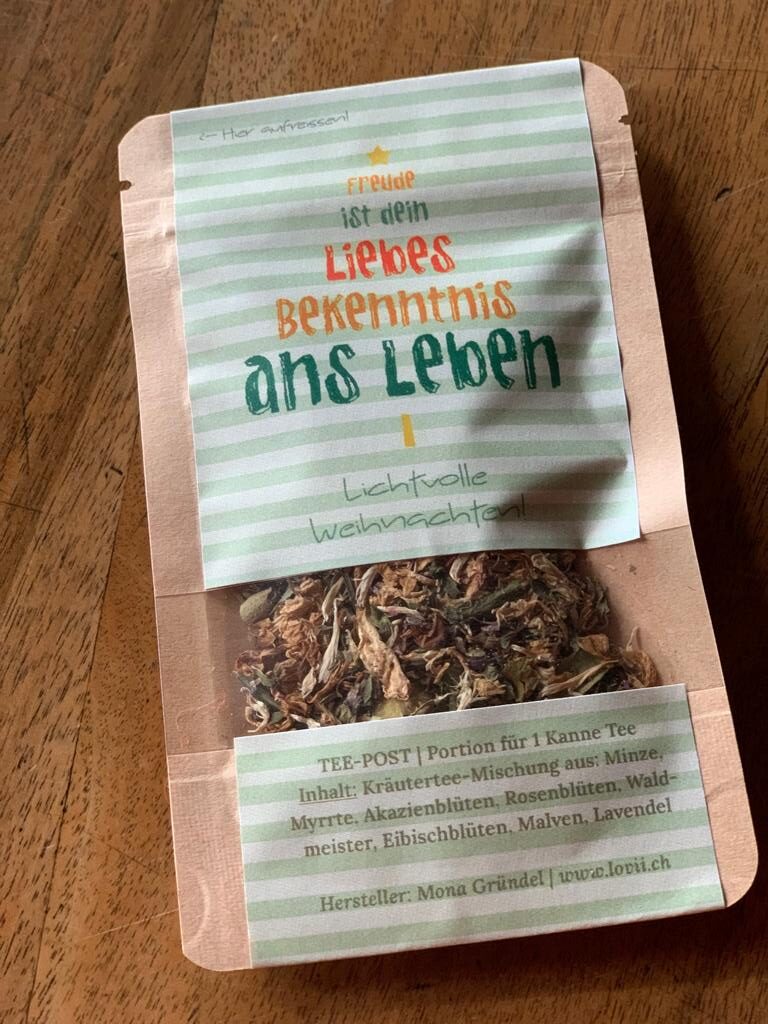 <- Hier aufreissen!
Freude
ist dein
Liebes
Bekenntnis
ans Leben
Lichtvolle
Weihnachten!
TEE-POST | Portion für 1 Kanne Tee
Inhalt: Kräutertee-Mischung aus: Minze,
Myrrte, Akazienblüten, Rosenblüten, Wald-
meister, Eibischblüten, Malven, Lavendel
Hersteller: Mona Gründel | www.lovii.ch